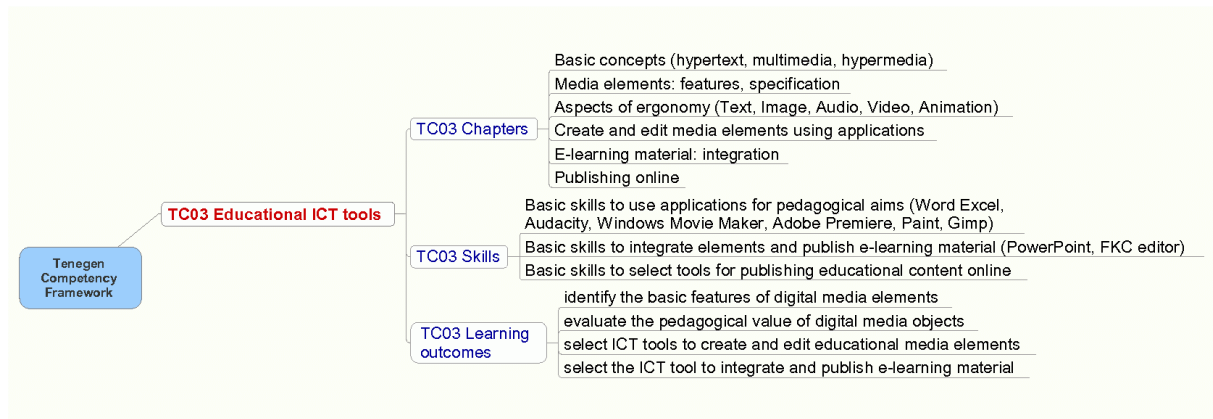 Tenegen
Competency
Framework
TC03 Educational ICT tools
TC03 Chapters
Basic concepts (hypertext, multimedia, hypermedia)
Media elements: features, specification
Aspects of ergonomy (Text, Image, Audio, Video, Animation)
Create and edit media elements using applications
E-learning material: integration
Publishing online
TC03 Skills
Basic skills to use applications for pedagogical aims (Word Excel,
Audacity, Windows Movie Maker, Adobe Premiere, Paint, Gimp)
Basic skills to integrate elements and publish e-learning material (PowerPoint, FKC editor)
Basic skills to select tools for publishing educational content online
TC03 Learning
outcomes
identify the basic features of digital media elements
evaluate the pedagogical value of digital media objects
select ICT tools to create and edit educational media elements
select the ICT tool to integrate and publish e-learning material